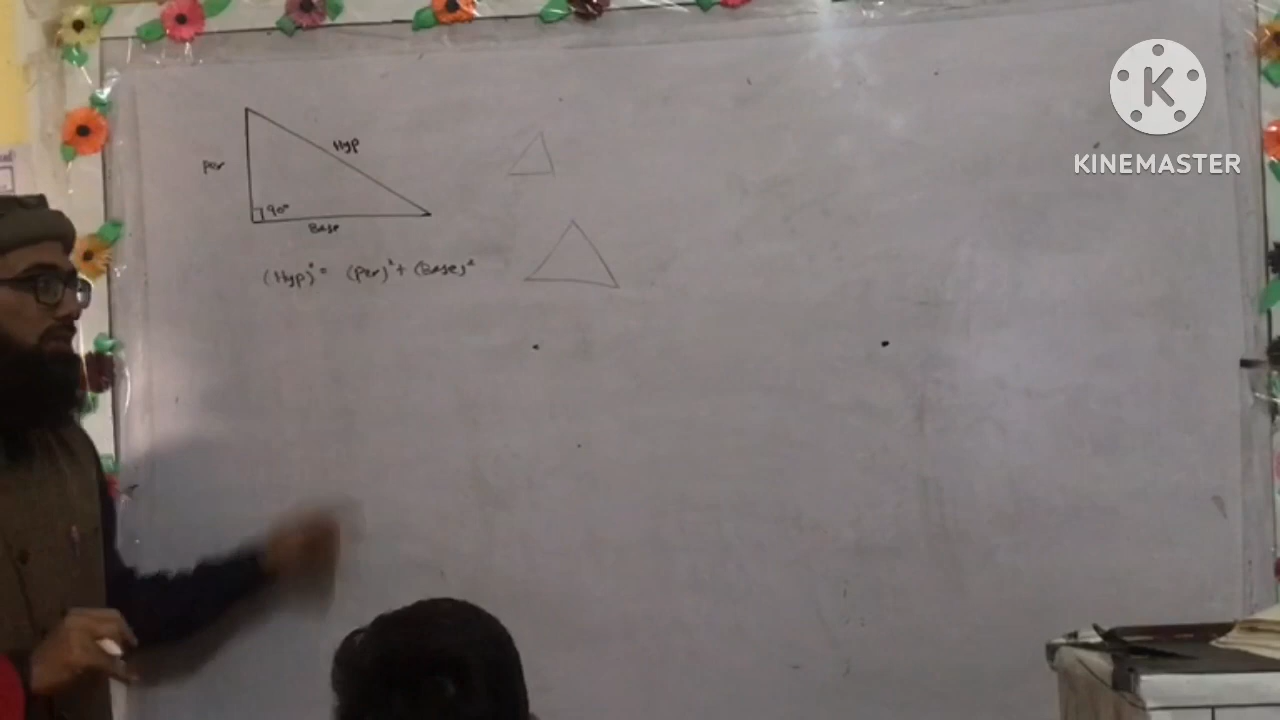 Hyp
Per
90°
Base
(Hyp)² = (Per)² + (Base)²
K
KINEMASTER